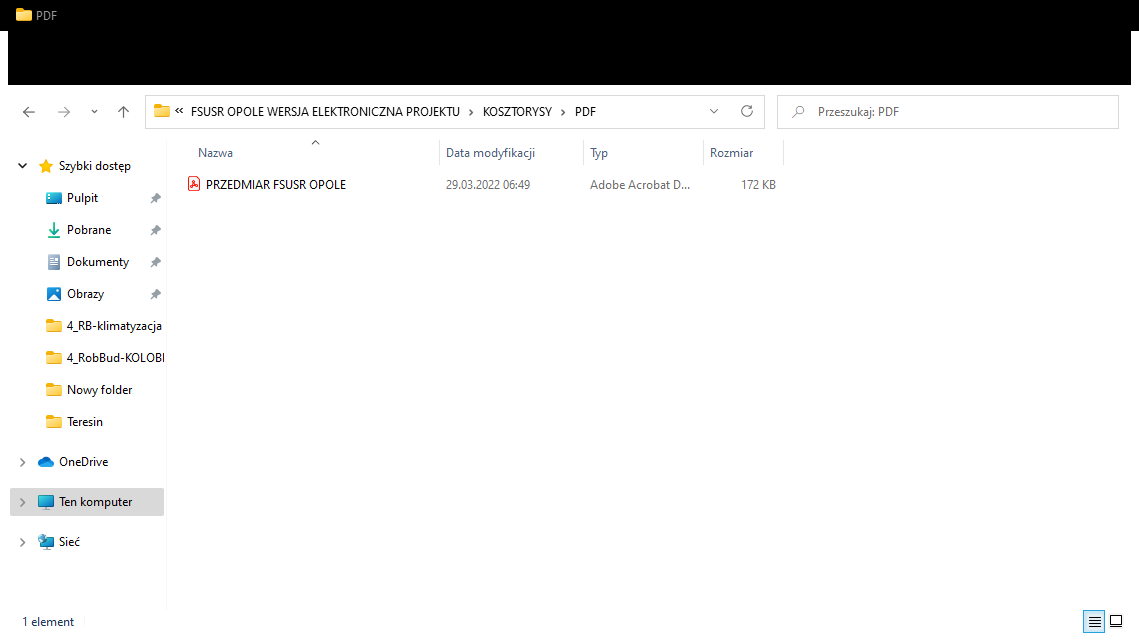 PDF
« FSUSR OPOLE WERSJA ELEKTRONICZNA PROJEKTU › KOSZTORYSY › PDF
Przeszukaj: PDF
Nazwa Data modyfikacji Typ Rozmiar
PRZEDMIAR FSUSR OPOLE 29.03.2022 06:49 Adobe Acrobat D... 172 KB
Szybki dostęp
Pulpit
Pobrane
Dokumenty
Obrazy
4_RB-klimatyzacja
4_RobBud-KOLOB
Nowy folder
Teresin
OneDrive
Ten komputer
Sieć
1 element